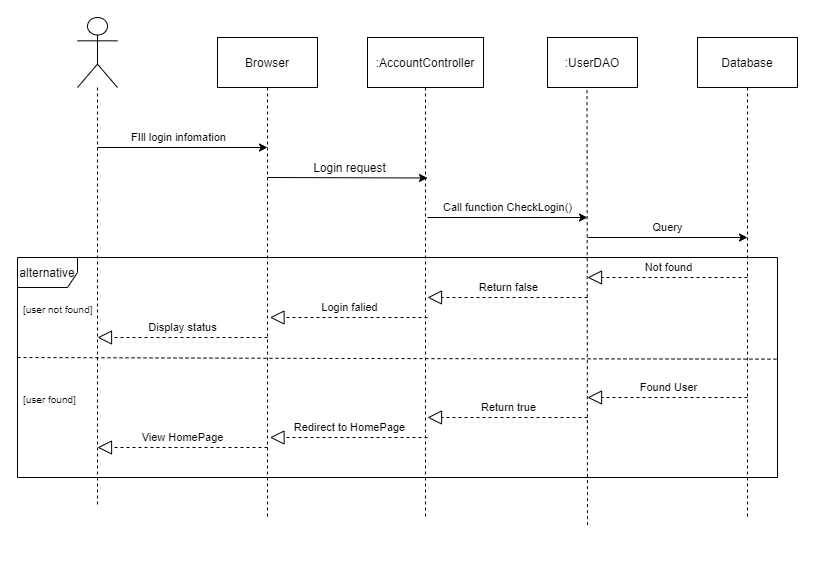 Browser
:AccountController
:UserDAO
Database
FIll login infomation
Login request
Call function CheckLogin()
Query
alternative
Not found
Return false
[user not found]
Login falied
Display status
Found User
[user found]
Return true
Redirect to HomePage
View HomePage